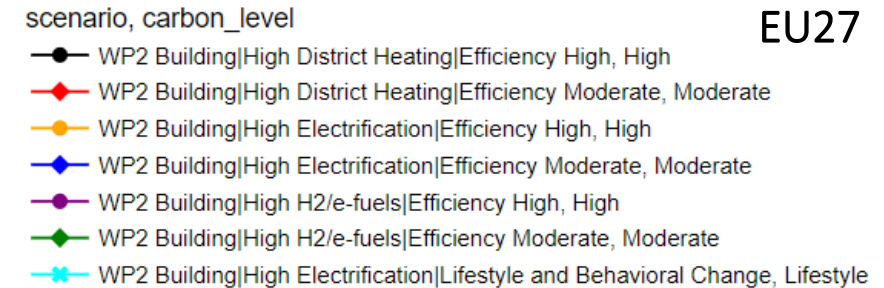 scenario, carbon_level
EU27
WP2 Building|High District Heating|Efficiency High, High
WP2 Building|High District Heating|Efficiency Moderate, Moderate
WP2 Building|High Electrification|Efficiency High, High
WP2 Building|High Electrification|Efficiency Moderate, Moderate
WP2 Building|High H2/e-fuels|Efficiency High, High
WP2 Building|High H2/e-fuels|Efficiency Moderate, Moderate
WP2 Building|High Electrification|Lifestyle and Behavioral Change, Lifestyle